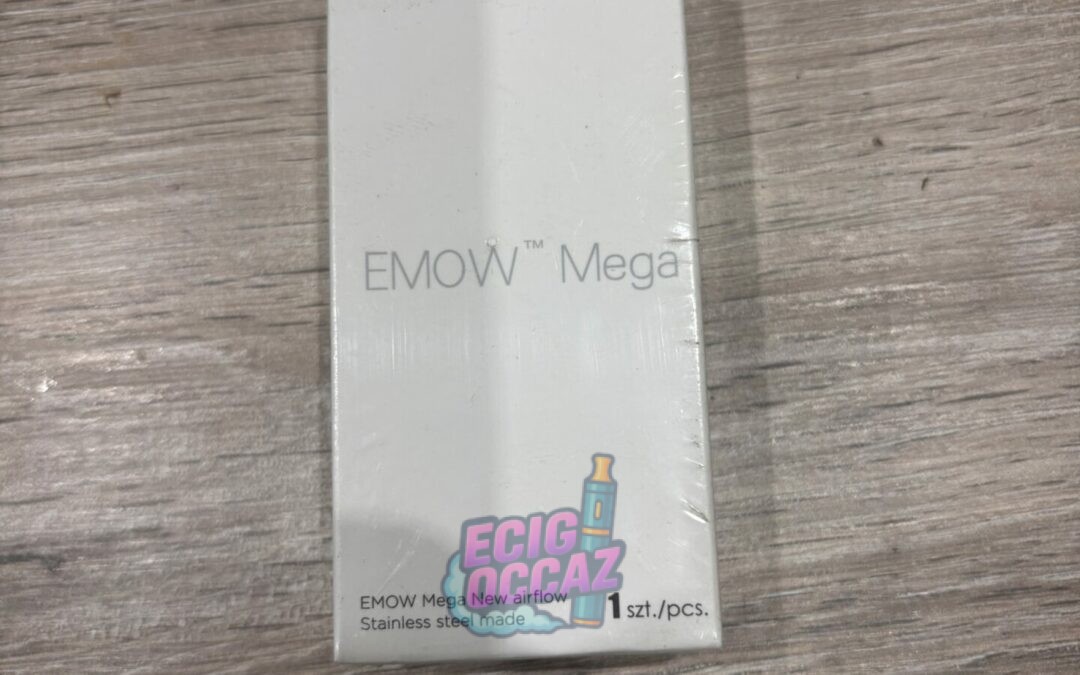 EMOW™ Mega
ECIG
OCCAZ
EMOW Mega New airflow
Stainless steel made
1 szt./pcs.